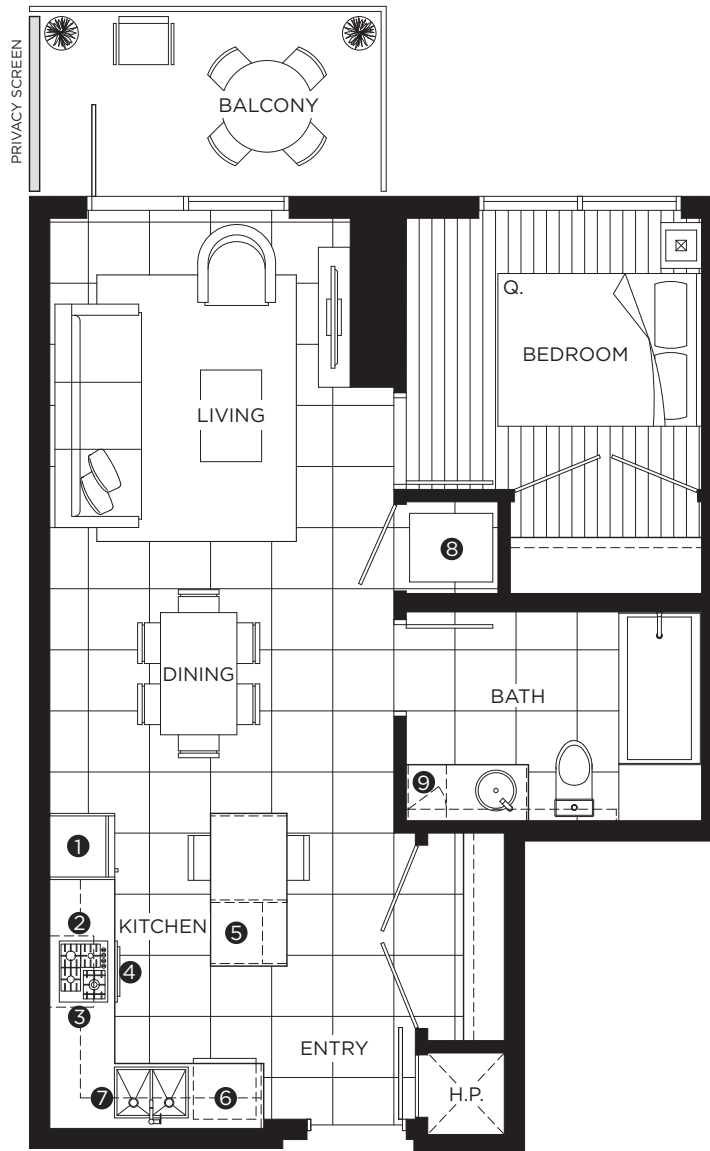 PRIVACY SCREEN
BALCONY
Q.
BEDROOM
LIVING
8
DINING
BATH
9
1
2
KITCHEN
5
4
3
ENTRY
7
6
H.P.